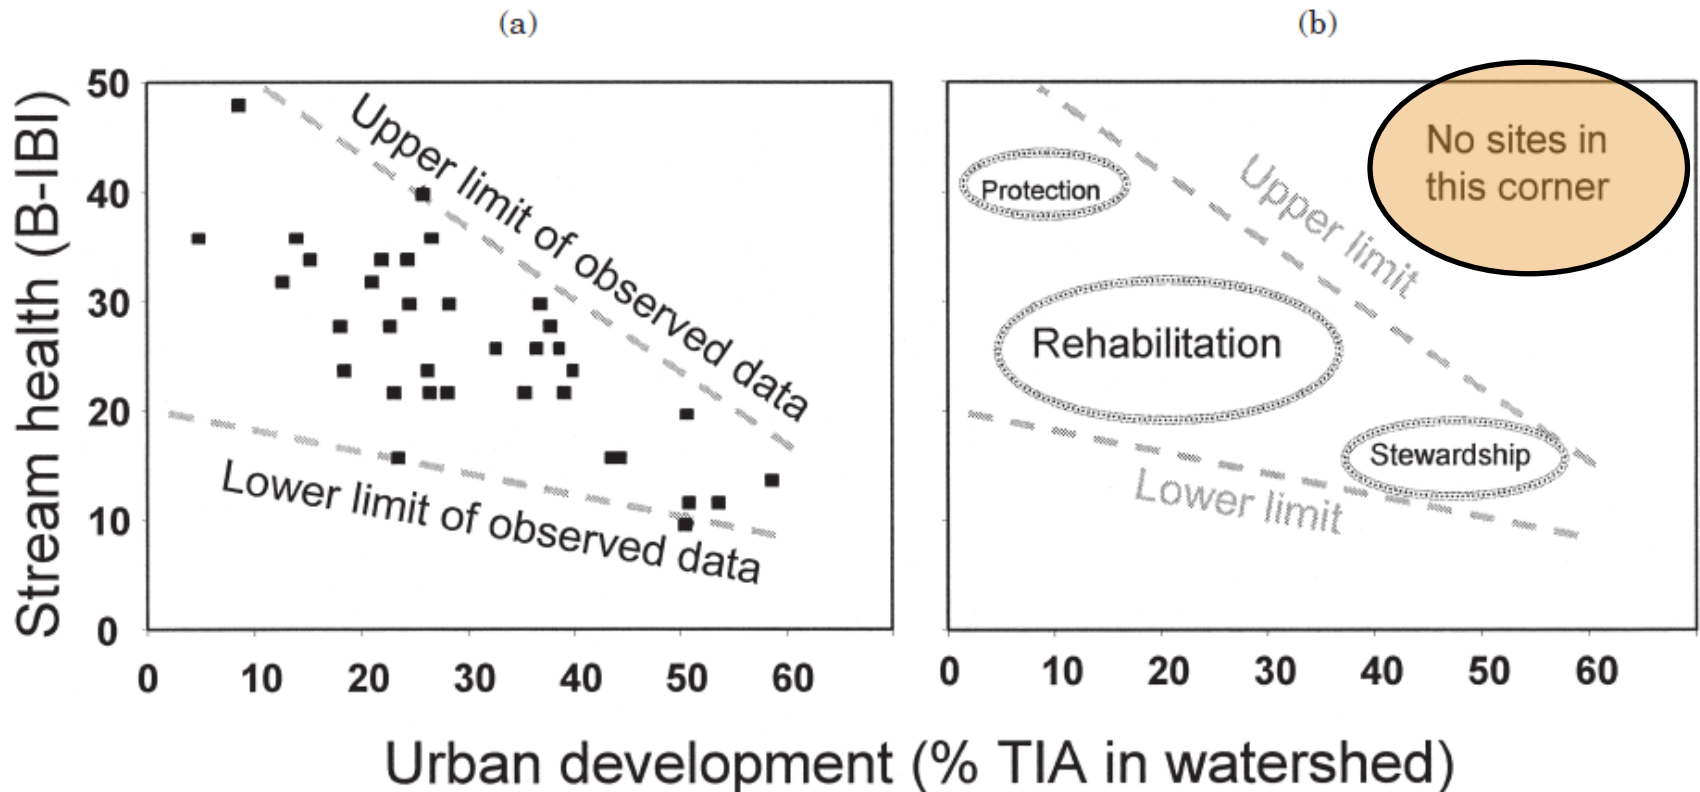 (a)
(b)
Stream health (B-IBI)
50
40
30
20
10
0
Upper limit of observed data
Lower limit of observed data
0 10 20 30 40 50 60
No sites in
this corner
Protection
Upper limit
Rehabilitation
Stewardship
Lower limit
0 10 20 30 40 50 60
Urban development (% TIA in watershed)